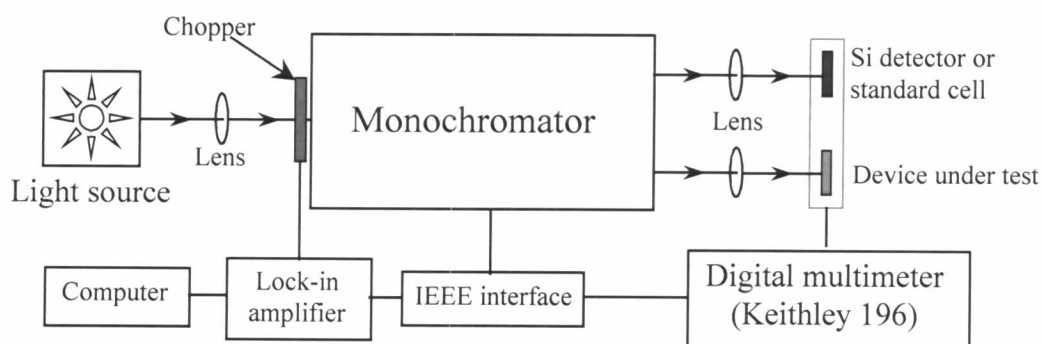 Chopper
Light source
Lens
Monochromator
Lens
Si detector or
standard cell
Device under test
Computer
Lock-in
amplifier
IEEE interface
Digital multimeter
(Keithley 196)